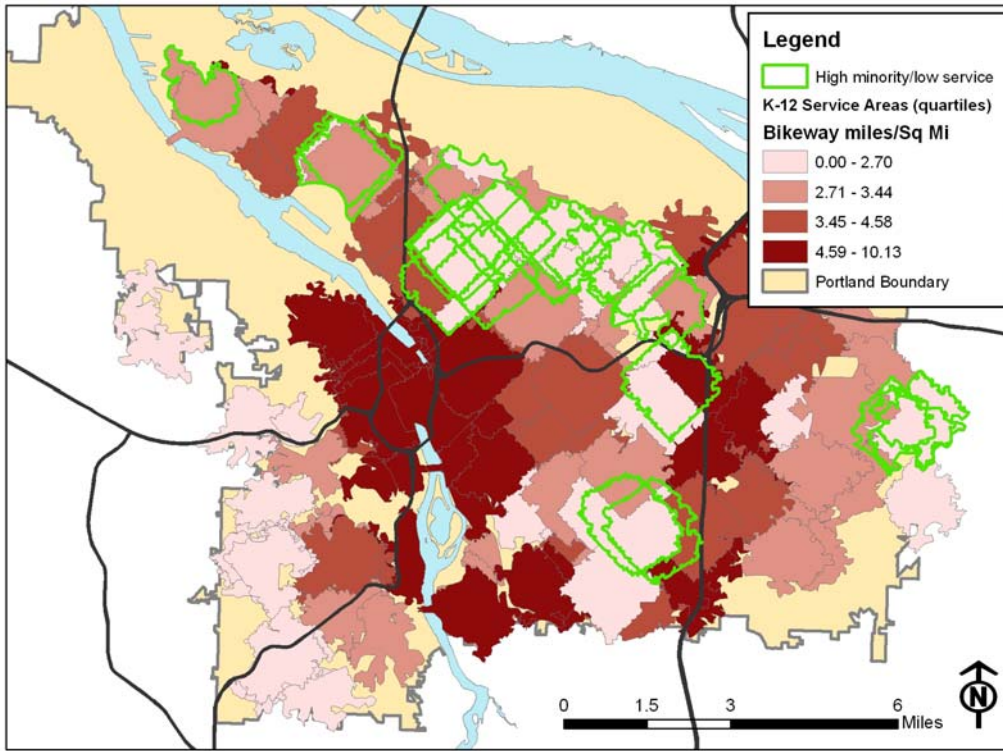 Legend
High minority/low service
K-12 Service Areas (quartiles)
Bikeway miles/Sq Mi
0.00 - 2.70
2.71 - 3.44
3.45 - 4.58
4.59 - 10.13
Portland Boundary
N
0 1.5 3 6
Miles